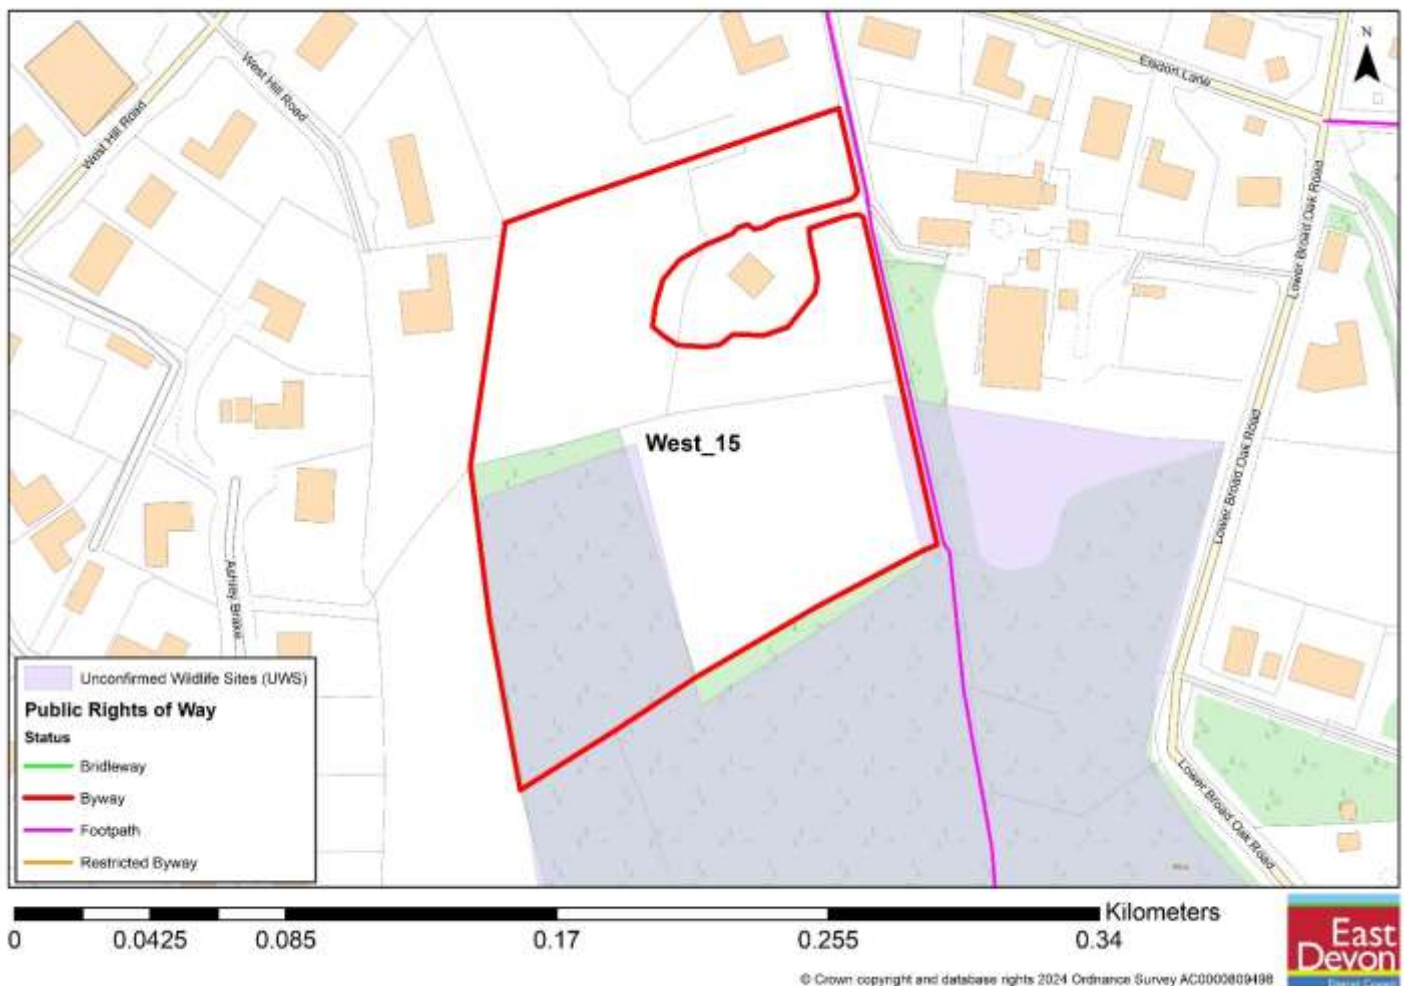 N
Elsdon Lane
West Hill Road
West Hill Road
Lower Broad Oak Road
West_15
Lower Broad Oak Road
Ashley Brake
Lower Broad Oak Road
Unconfirmed Wildlife Sites (UWS)
Public Rights of Way
Status
Bridleway
Byway
Footpath
Restricted Byway
Kilometers
0 0.0425 0.085 0.17 0.255 0.34
East
Devon
District Council
© Crown copyright and database rights 2024 Ordnance Survey AC0000809498